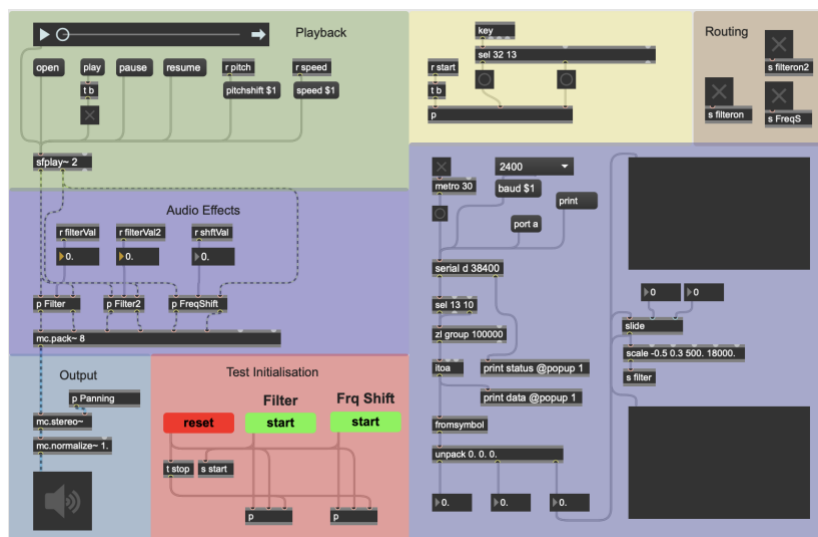 Playback
open
play
pause
resume
r pitch
r speed
t b
pitchshift $1
speed $1
sfplay~ 2
Audio Effects
r filterVal
r filterVal2
r shftVal
0.
0.
0.
p Filter
p Filter2
p FreqShift
mc.pack~ 8
Output
p Panning
mc.stereo~
mc.normalize~ 1.
Test Initialisation
Filter
Frq Shift
reset
start
start
t stop
s start
p
p
key
sel 32 13
r start
t b
p
Routing
s filteron2
s filteron
s FreqS
2400
metro 30
baud $1
print
port a
serial d 38400
sel 13 10
zl group 100000
itoa
print status @popup 1
print data @popup 1
fromsymbol
unpack 0. 0. 0.
0.
0.
0.
0
0
slide
scale -0.5 0.3 500. 18000.
s filter